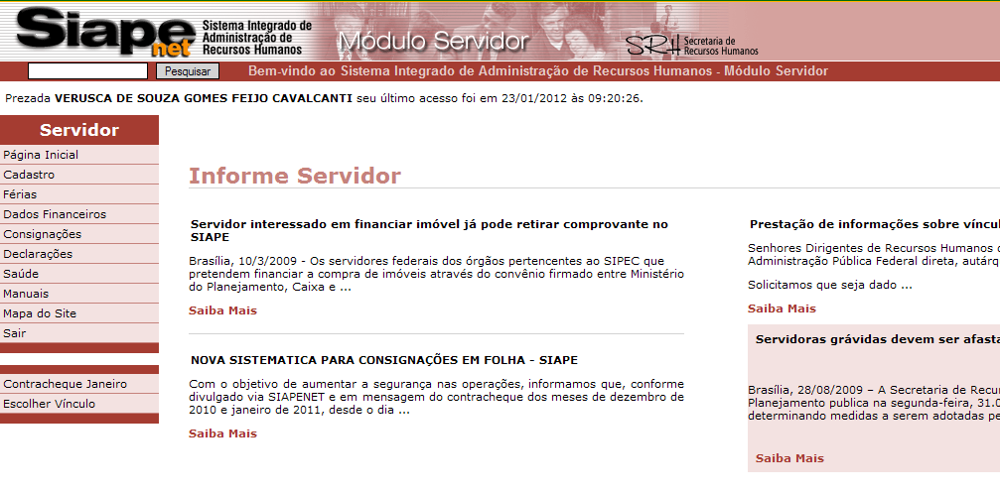 Siape net
Sistema Integrado de
Administração de
Recursos Humanos
Módulo Servidor
SRH Secretaria de
Recursos Humanos
Pesquisar
Bem-vindo ao Sistema Integrado de Administração de Recursos Humanos - Módulo Servidor
Prezada VERUSCA DE SOUZA GOMES FEIJO CAVALCANTI seu último acesso foi em 23/01/2012 às 09:20:26.
Servidor
Página Inicial
Cadastro
Férias
Dados Financeiros
Consignações
Declarações
Saúde
Manuais
Mapa do Site
Sair
Contracheque Janeiro
Escolher Vínculo
Informe Servidor
Servidor interessado em financiar imóvel já pode retirar comprovante no
SIAPE
Brasília, 10/3/2009 - Os servidores federais dos órgãos pertencentes ao SIPEC que
pretendem financiar a compra de imóveis através do convênio firmado entre Ministério
do Planejamento, Caixa e ...
Saiba Mais
NOVA SISTEMATICA PARA CONSIGNAÇÕES EM FOLHA - SIAPE
Com o objetivo de aumentar a segurança nas operações, informamos que, conforme
divulgado via SIAPENET e em mensagem do contracheque dos meses de dezembro de
2010 e janeiro de 2011, desde o dia ...
Saiba Mais
Prestação de informações sobre víncul
Senhores Dirigentes de Recursos Humanos
Administração Pública Federal direta, autárq
Solicitamos que seja dado ...
Saiba Mais
Servidoras grávidas devem ser afasta
Brasília, 28/08/2009 – A Secretaria de Recu
Planejamento publica na segunda-feira, 31.0
determinando medidas a serem adotadas pe
Saiba Mais